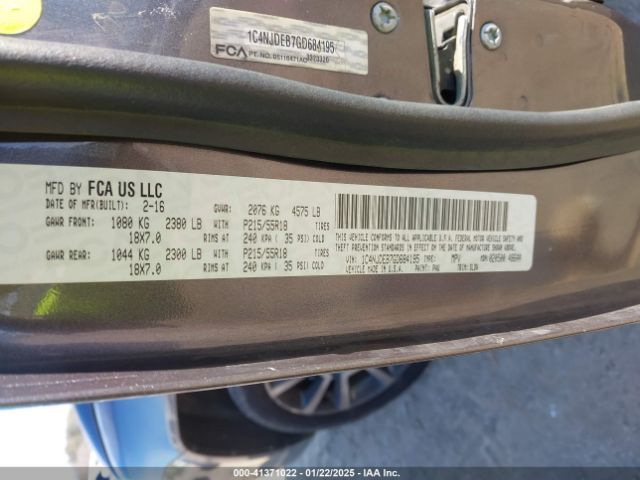 1C4NJDEB7GD684195
FCA PT. NO. 05116471AC
MFD BY FCA US LLC
DATE OF MFR(BUILT): 2-16 GVWR: 2076 KG 4575 LB
GAWR FRONT: 1080 KG 2380 LB WITH P215/55R18 TIRES
18X7.0 RIMS AT 240 KPA ( 35 PSI) COLD
GAWR REAR: 1044 KG 2300 LB WITH P215/55R18 TIRES
18X7.0 RIMS AT 240 KPA ( 35 PSI) COLD
THIS VEHICLE CONFORMS TO ALL APPLICABLE U.S.A. FEDERAL MOTOR VEHICLE SAFETY AND
THEFT PREVENTION STANDARDS IN EFFECT ON THE DATE OF MANUFACTURE SHOWN ABOVE.
VIN: 1C4NJDEB7GD684195 TYPE: MPV
VEHICLE MADE IN U.S.A. PAINT: PAU
000-41371022 - 01/22/2025 - IAA Inc.